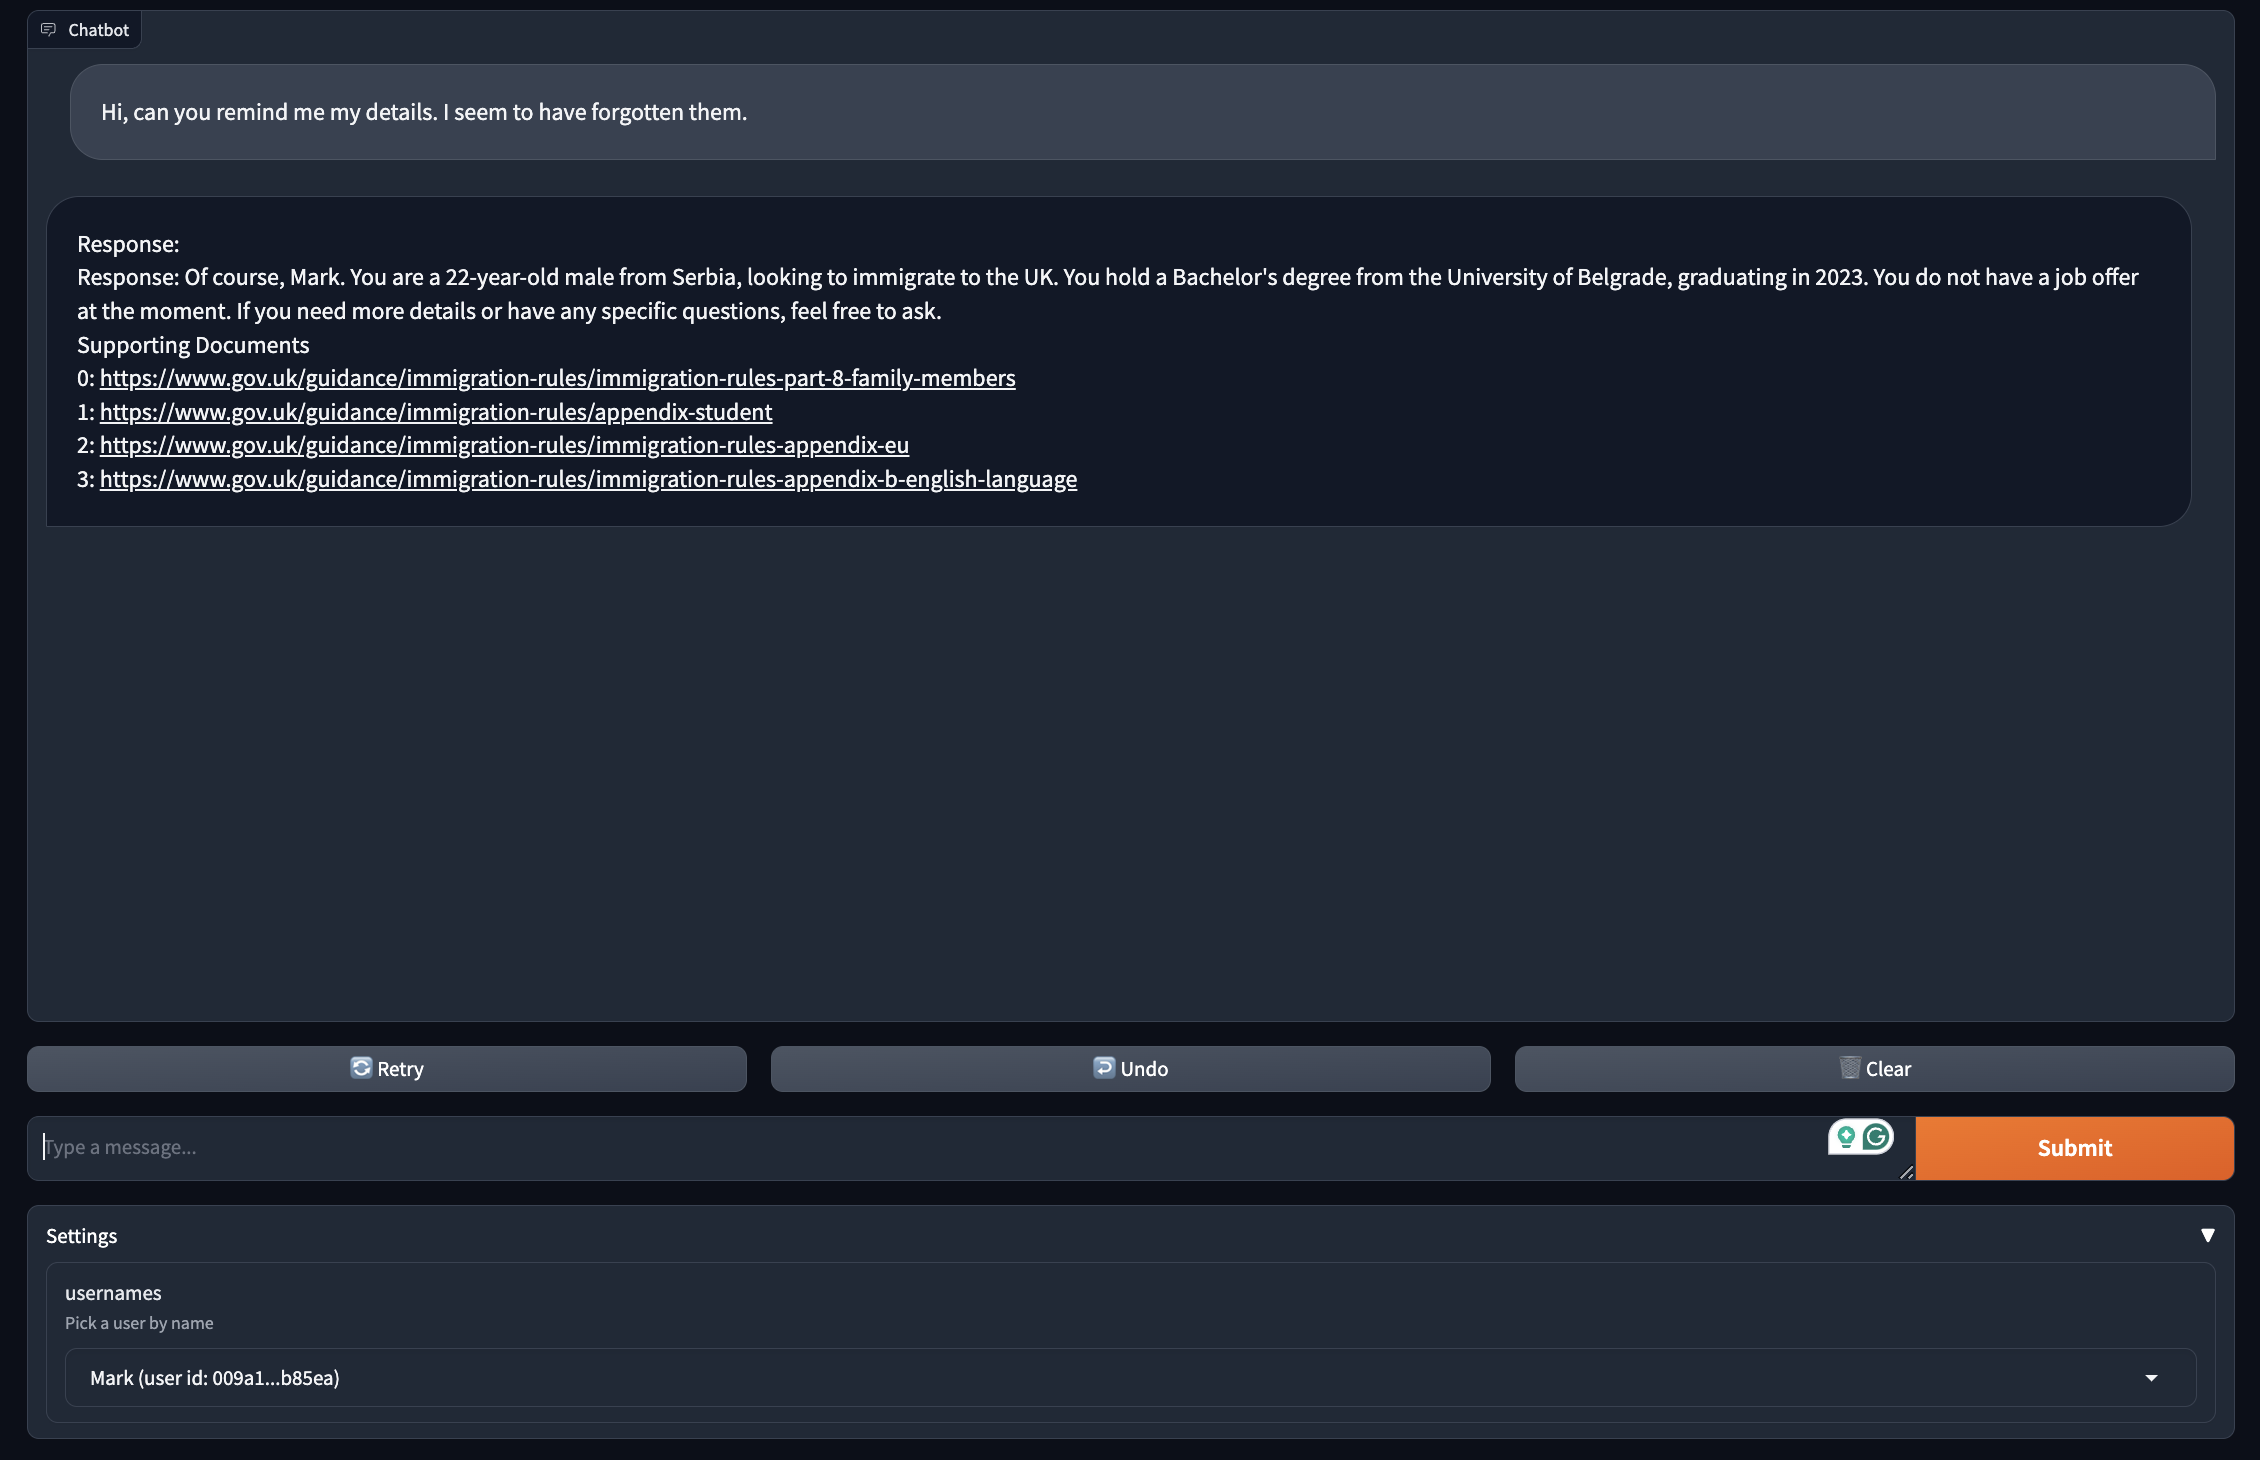 Chatbot
Hi, can you remind me my details. I seem to have forgotten them.
Response:
Response: Of course, Mark. You are a 22-year-old male from Serbia, looking to immigrate to the UK. You hold a Bachelor's degree from the University of Belgrade, graduating in 2023. You do not have a job offer
at the moment. If you need more details or have any specific questions, feel free to ask.
Supporting Documents
0: https://www.gov.uk/guidance/immigration-rules/immigration-rules-part-8-family-members
1: https://www.gov.uk/guidance/immigration-rules/appendix-student
2: https://www.gov.uk/guidance/immigration-rules/immigration-rules-appendix-eu
3: https://www.gov.uk/guidance/immigration-rules/immigration-rules-appendix-b-english-language
Retry Undo Clear
Type a message...
Submit
Settings
usernames
Pick a user by name
Mark (user id: 009a1...b85ea)